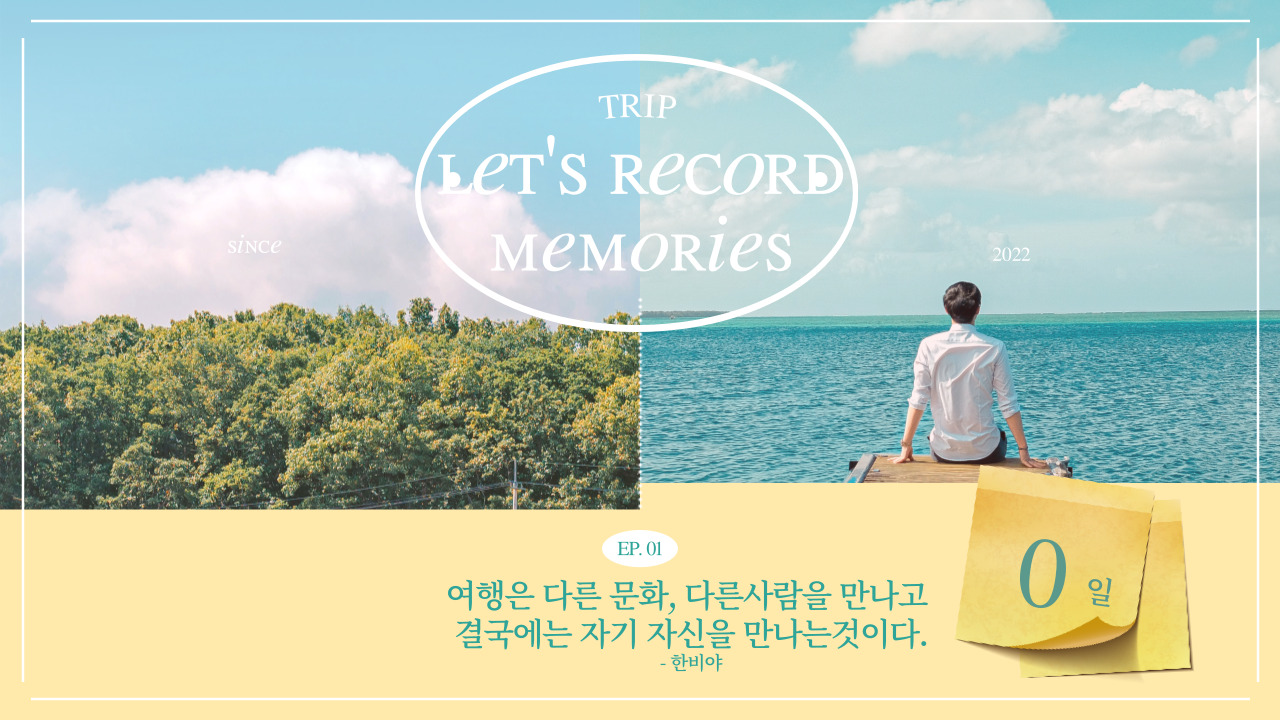 TRIP
LeT'S ReCORD
MeMORieS
SiNCe
2022
EP. 01
여행은 다른 문화, 다른사람을 만나고
결국에는 자기 자신을 만나는것이다.
- 한비야
0 일